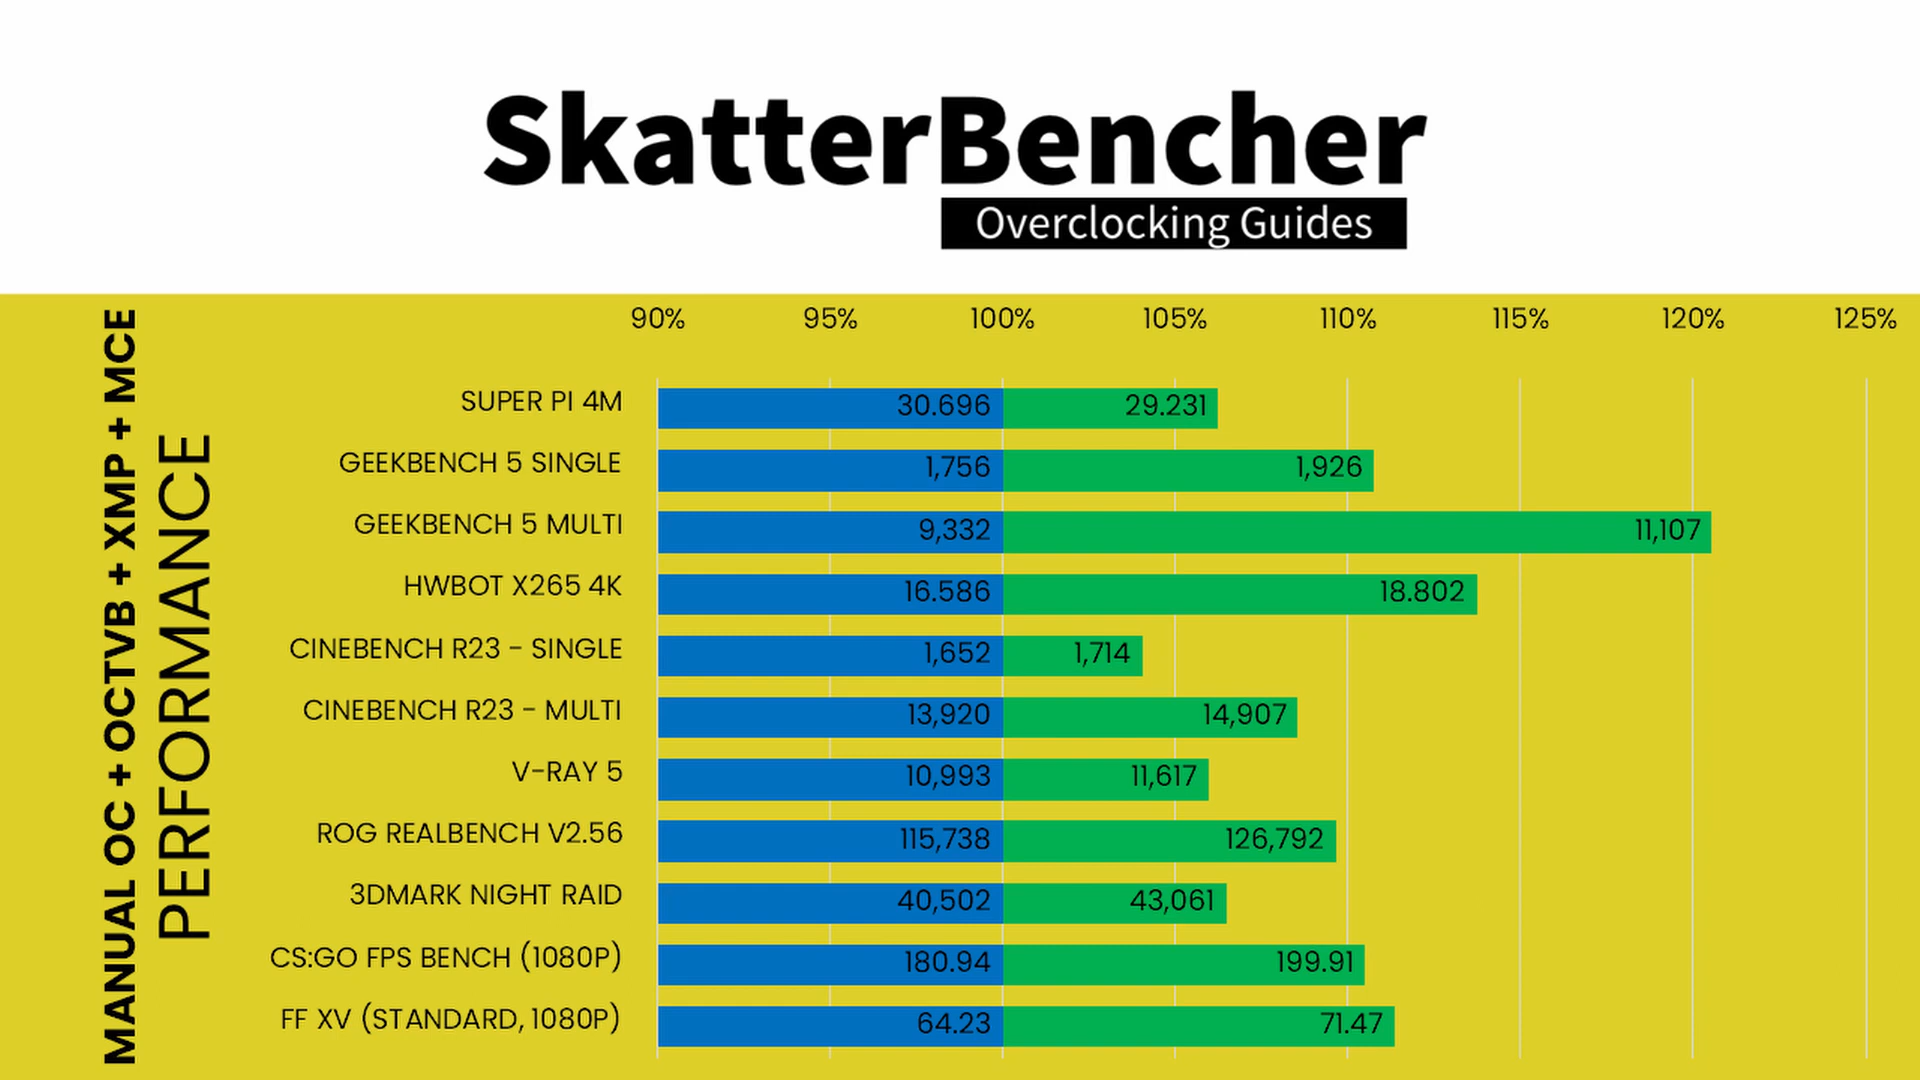 SkatterBencher
Overclocking Guides
MANUAL OC + OCTVB + XMP + MCE
PERFORMANCE
90% 95% 100% 105% 110% 115% 120% 125%
SUPER PI 4M 30.696 29.231
GEEKBENCH 5 SINGLE 1,756 1,926
GEEKBENCH 5 MULTI 9,332 11,107
HWBOT X265 4K 16.586 18.802
CINEBENCH R23 - SINGLE 1,652 1,714
CINEBENCH R23 - MULTI 13,920 14,907
V-RAY 5 10,993 11,617
ROG REALBENCH V2.56 115,738 126,792
3DMARK NIGHT RAID 40,502 43,061
CS:GO FPS BENCH (1080P) 180.94 199.91
FF XV (STANDARD, 1080P) 64.23 71.47